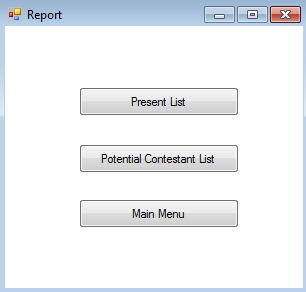 Report
Present List
Potential Contestant List
Main Menu